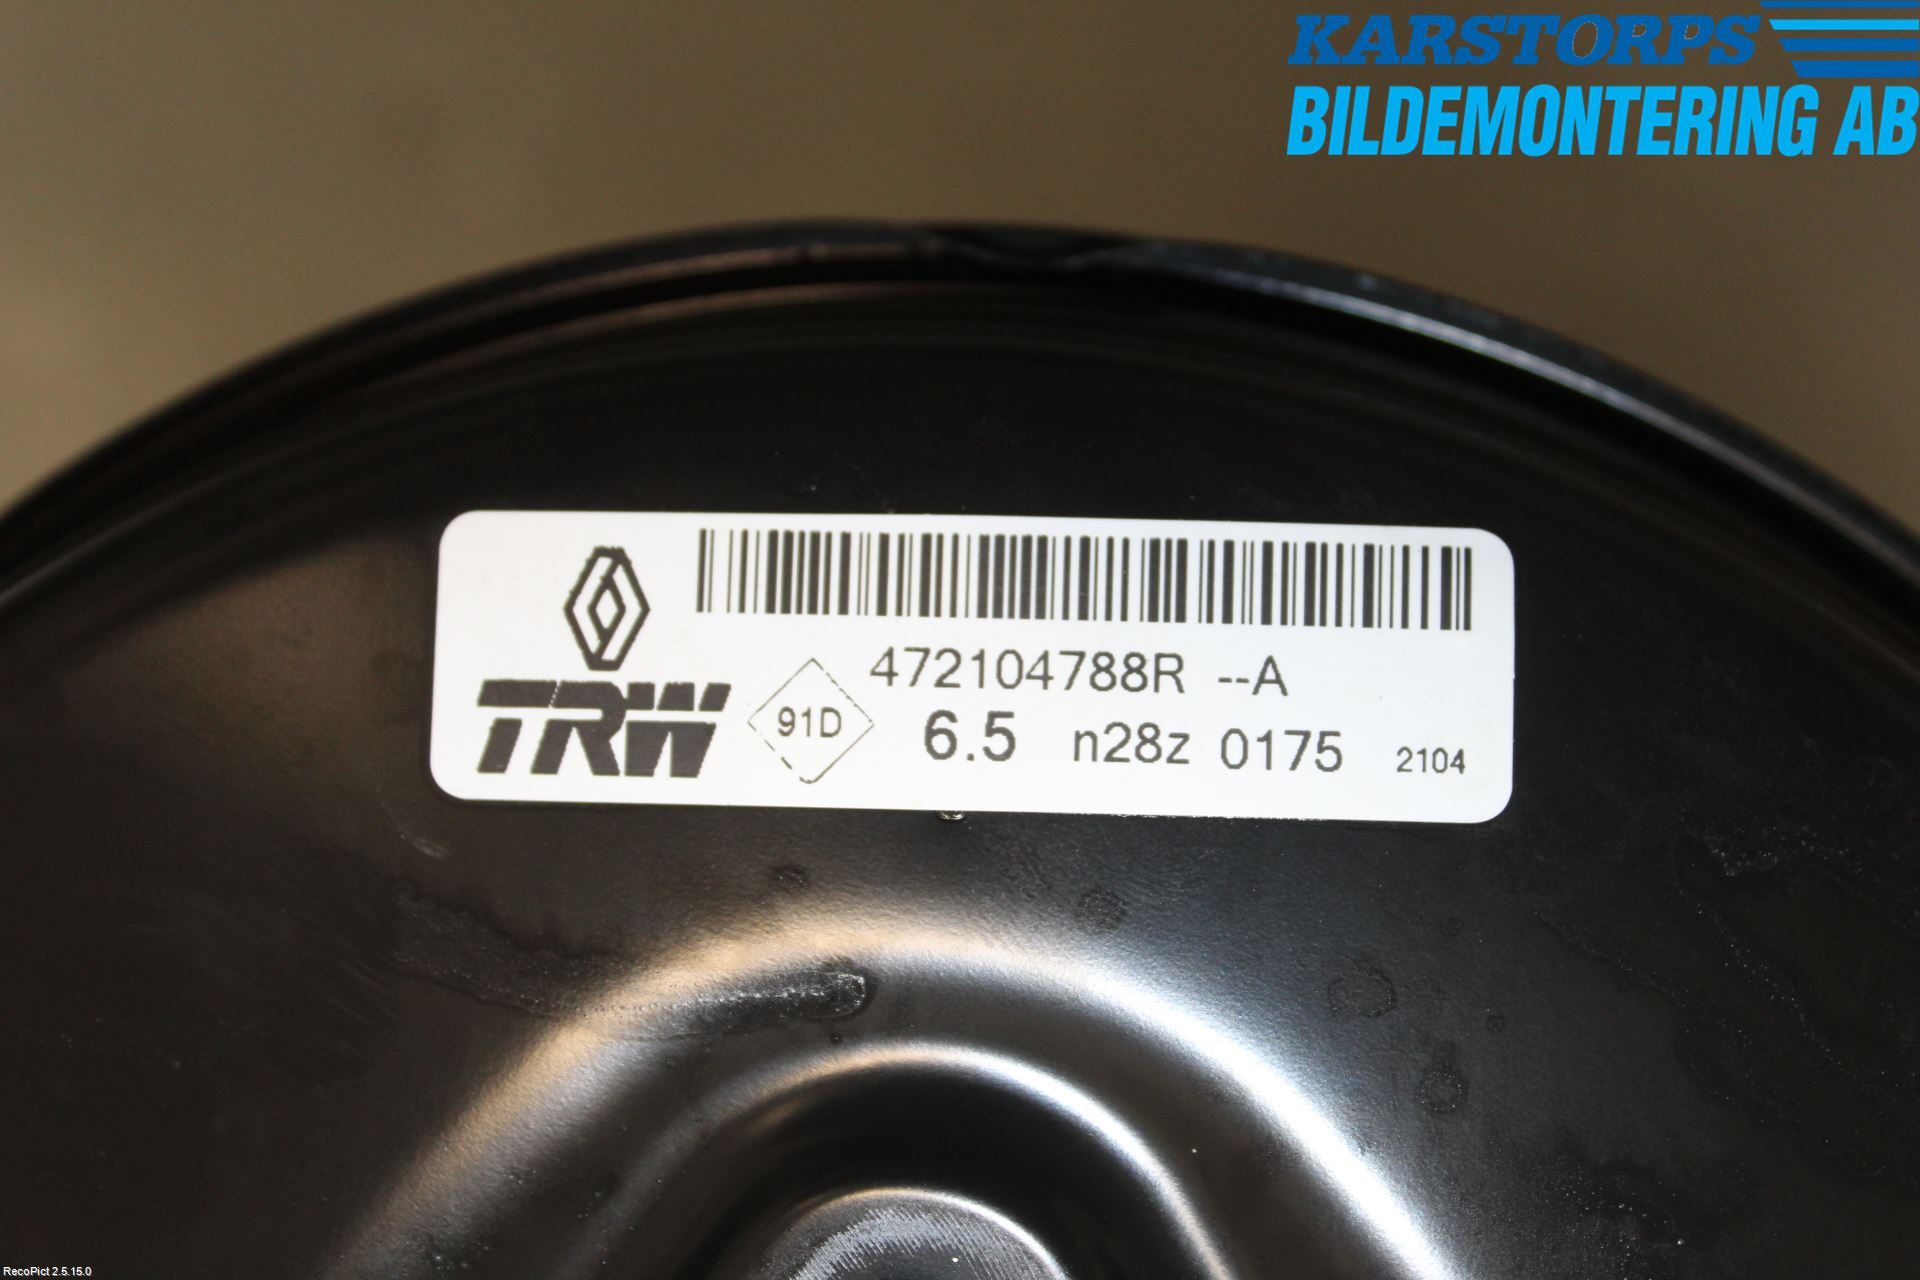 KARSTORPS
BILDEMONTERING AB
472104788R --A
TRW 91D 6.5 n28z 0175 2104
RecoPict 2.5.15.0